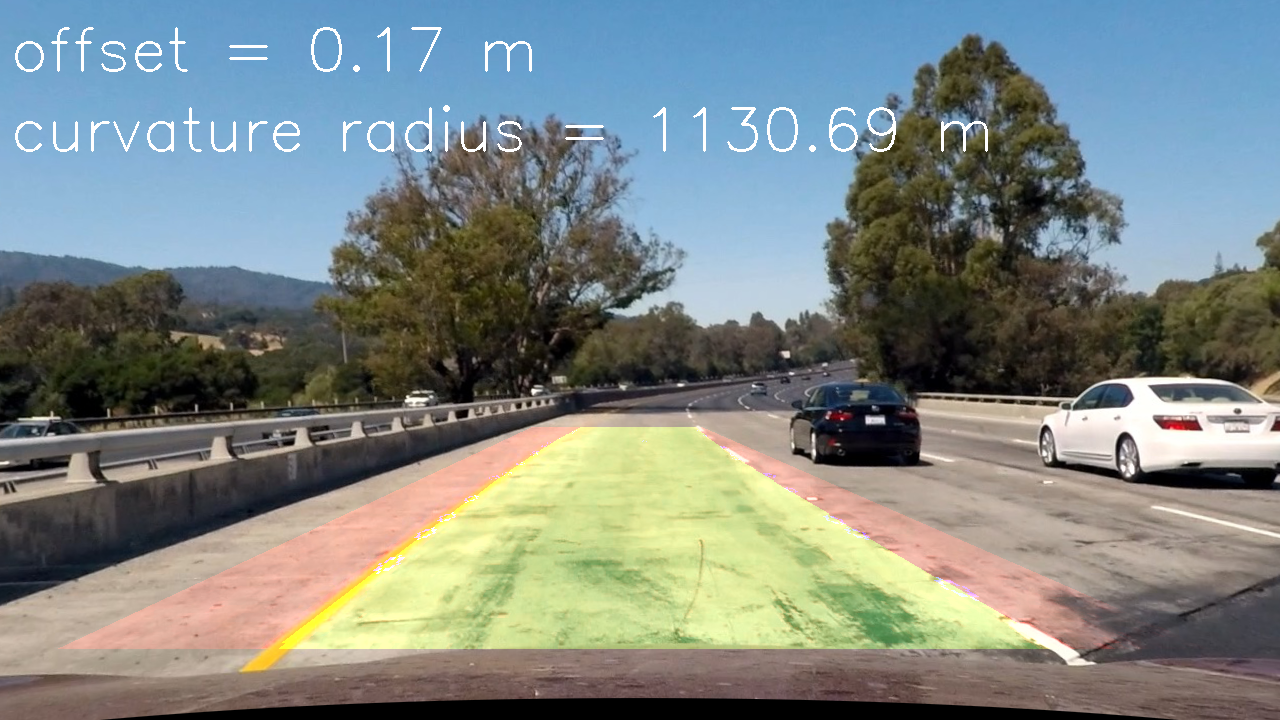 offset = 0.17 m
curvature radius = 1130.69 m